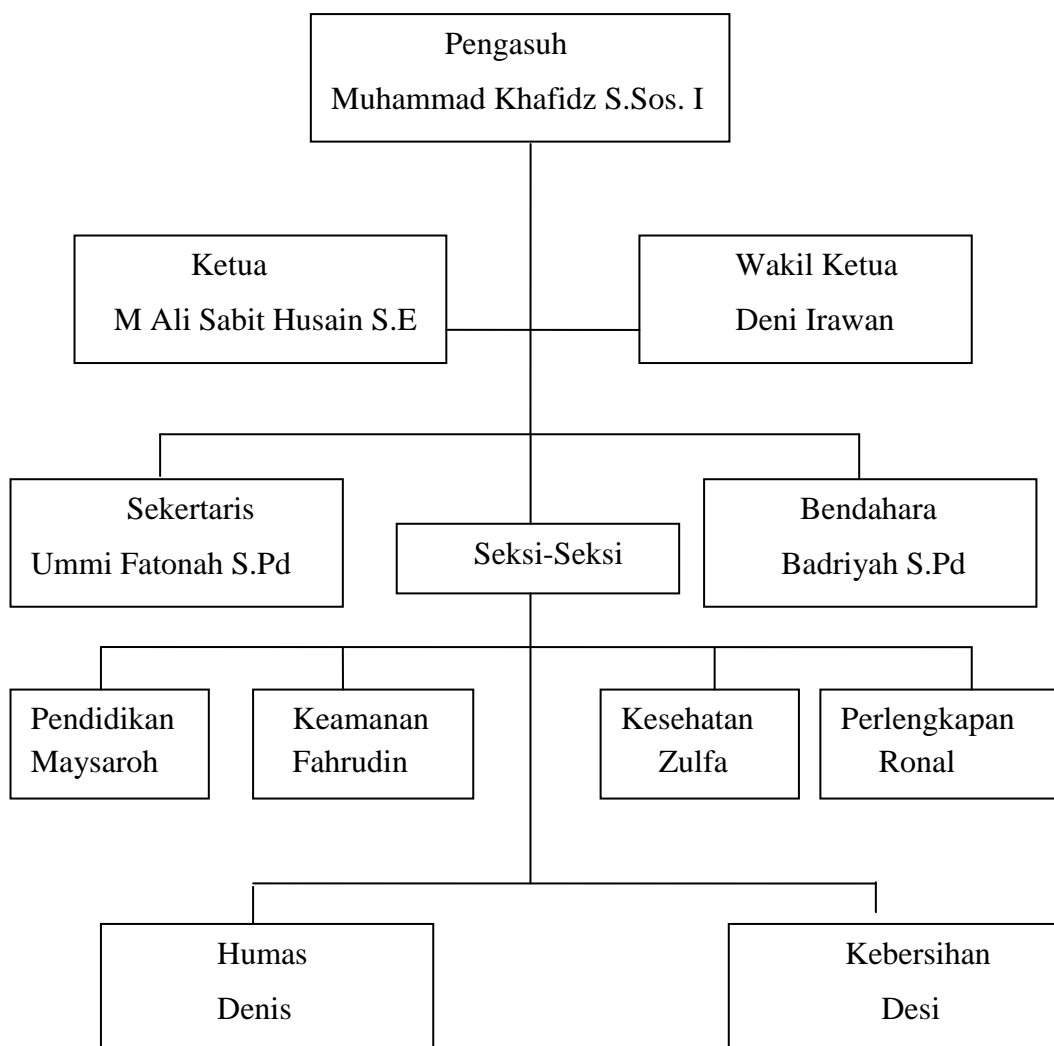 Pengasuh
Muhammad Khafidz S.Sos. I
Ketua
M Ali Sabit Husain S.E
Wakil Ketua
Deni Irawan
Sekertaris
Ummi Fatonah S.Pd
Seksi-Seksi
Bendahara
Badriyah S.Pd
Pendidikan
Maysaroh
Keamanan
Fahrudin
Kesehatan
Zulfa
Perlengkapan
Ronal
Humas
Denis
Kebersihan
Desi